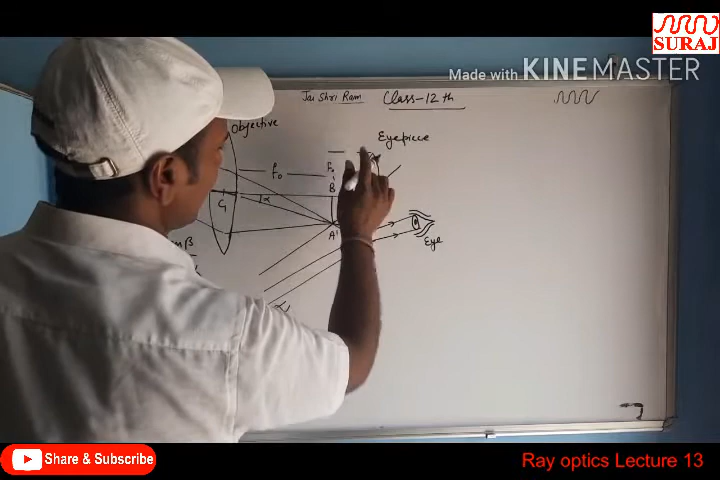 SURAJ
Made with KINEMASTER
Jai Shri Ram Class-12 th
Objective
Eyepiece
f₀
F₀
B
C₁
α
A'
Eye
β
Share & Subscribe
Ray optics Lecture 13